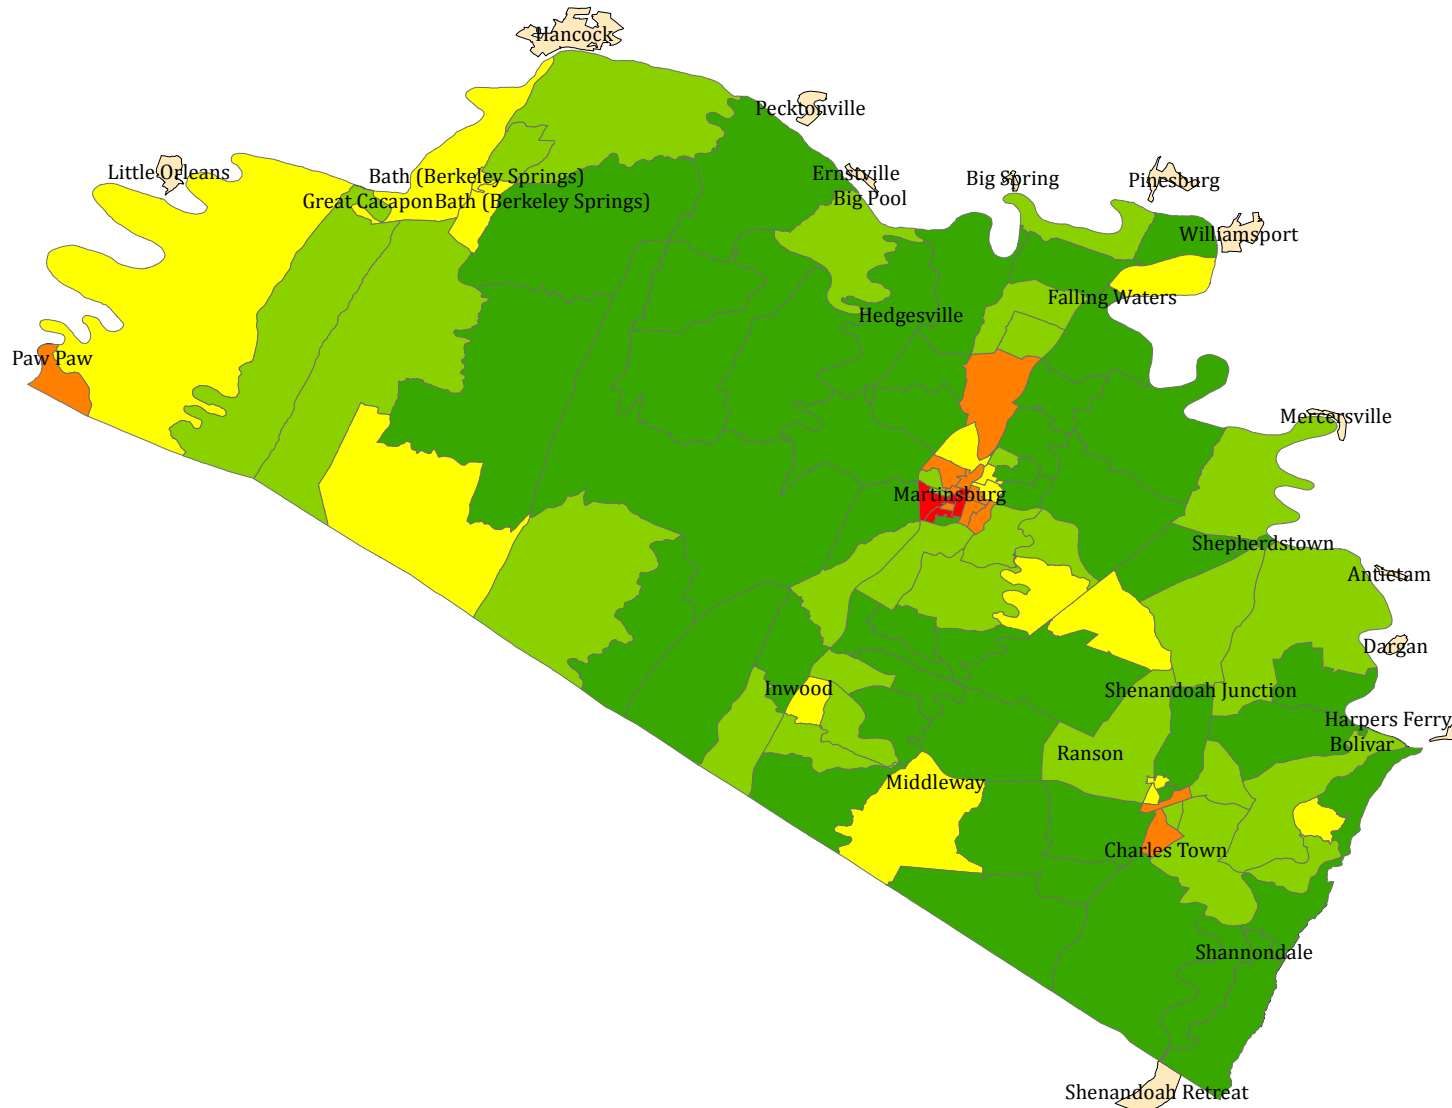 Hancock
Pecktonville
Little Orleans
Bath (Berkeley Springs)
Ernstville
Big Spring
Pinesburg
Great Cacapon
Bath (Berkeley Springs)
Big Pool
Williamsport
Falling Waters
Hedgesville
Paw Paw
Mercersville
Martinsburg
Shepherdstown
Antietam
Dargan
Inwood
Shenandoah Junction
Harpers Ferry
Bolivar
Ranson
Middleway
Charles Town
Shannondale
Shenandoah Retreat